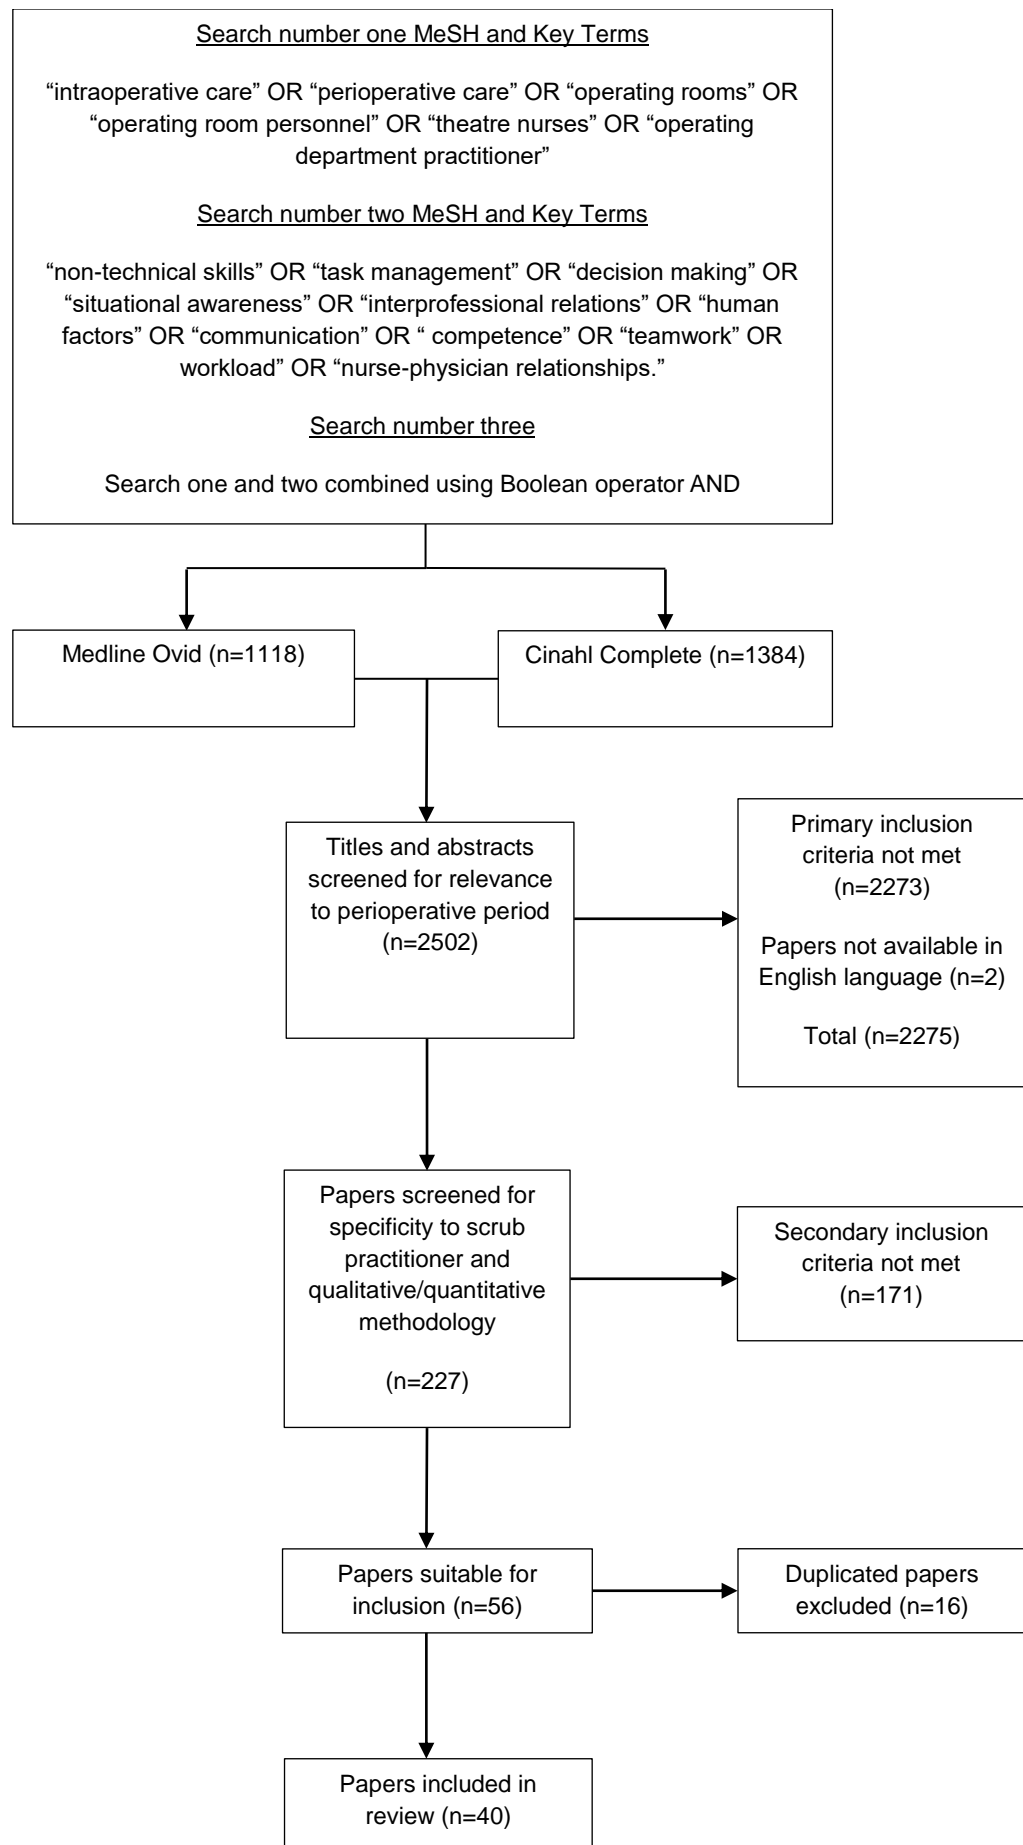 Search number one MeSH and Key Terms
“intraoperative care” OR “perioperative care” OR “operating rooms” OR
“operating room personnel” OR “theatre nurses” OR “operating
department practitioner”
Search number two MeSH and Key Terms
“non-technical skills” OR “task management” OR “decision making” OR
“situational awareness” OR “interprofessional relations” OR “human
factors” OR “communication” OR “ competence” OR “teamwork” OR
workload” OR “nurse-physician relationships.”
Search number three
Search one and two combined using Boolean operator AND
Medline Ovid (n=1118)
Cinahl Complete (n=1384)
Titles and abstracts
screened for relevance
to perioperative period
(n=2502)
Primary inclusion
criteria not met
(n=2273)
Papers not available in
English language (n=2)
Total (n=2275)
Papers screened for
specificity to scrub
practitioner and
qualitative/quantitative
methodology
(n=227)
Secondary inclusion
criteria not met
(n=171)
Papers suitable for
inclusion (n=56)
Duplicated papers
excluded (n=16)
Papers included in
review (n=40)